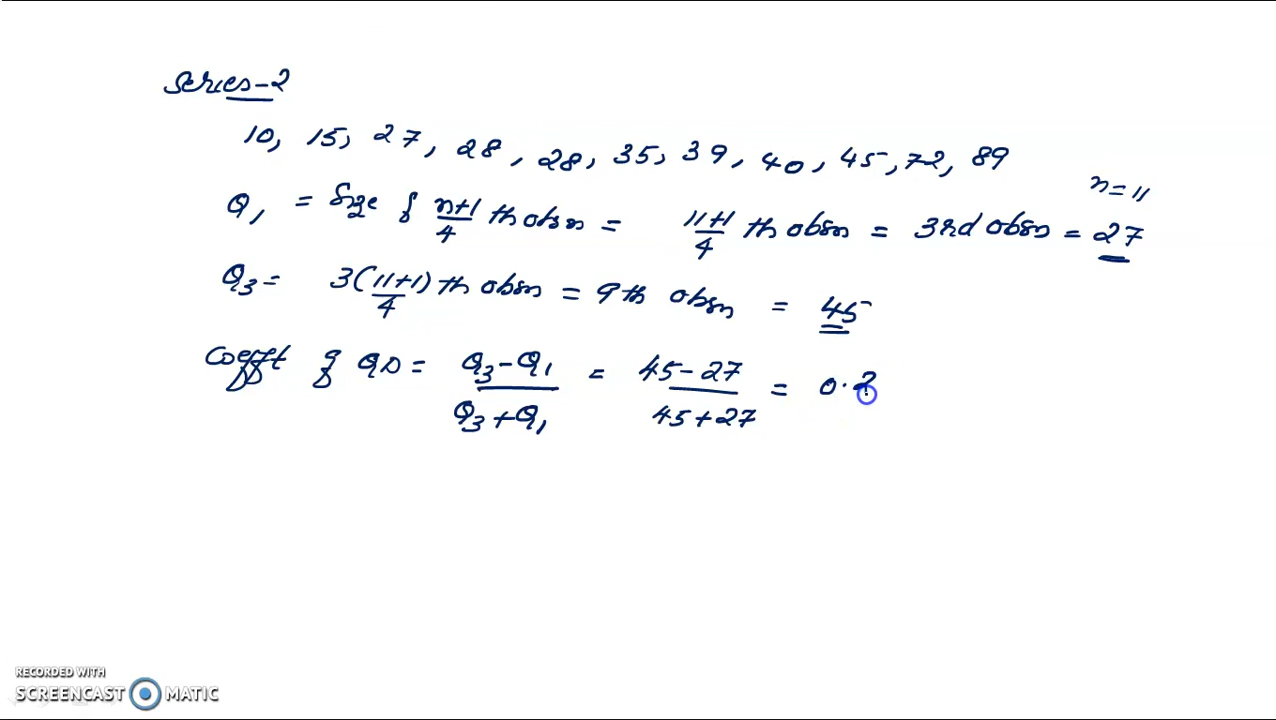 Series-2
10, 15, 27, 28, 28, 35, 39, 40, 45, 72, 89
n = 11
Q₁ = Size of n+1/4 th obsn = 11+1/4 th obsn = 3rd obsn = 27
Q₃ = 3(11+1)/4 th obsn = 9th obsn = 45
Coefft of QD = Q₃-Q₁/Q₃+Q₁ = 45-27/45+27 = 0.2
RECORDED WITH
SCREENCAST MATIC